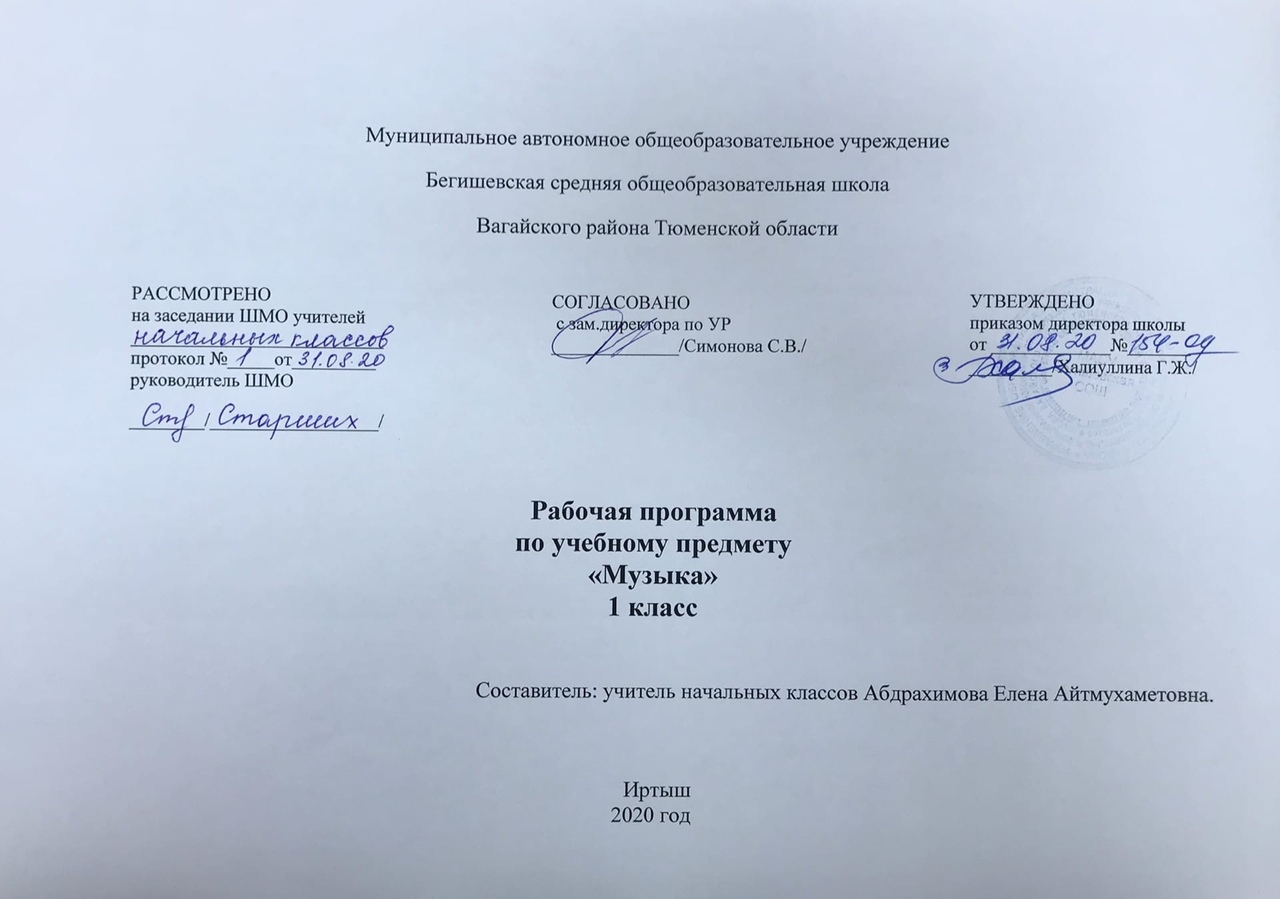 Муниципальное автономное общеобразовательное учреждение
Бегишевская средняя общеобразовательная школа
Вагайского района Тюменской области
РАССМОТРЕНО
на заседании ШМО учителей
начальных классов
протокол № 1 от 31.08.20
руководитель ШМО
/ Старших /
СОГЛАСОВАНО
с зам.директора по УР
/Симонова С.В./
УТВЕРЖДЕНО
приказом директора школы
от 31.08.20 № 154-од
/Халиуллина Г.Ж./
Рабочая программа
по учебному предмету
«Музыка»
1 класс
Составитель: учитель начальных классов Абдрахимова Елена Айтмухаметовна.
Иртыш
2020 год